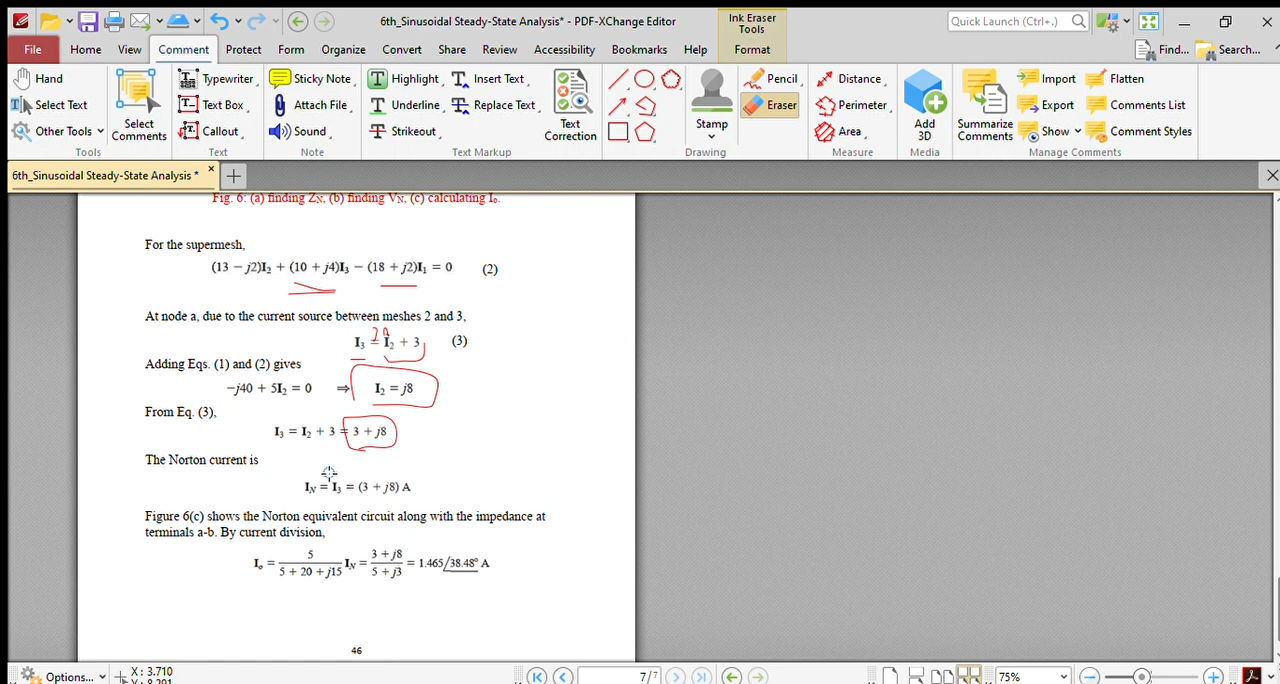 6th_Sinusoidal Steady-State Analysis* - PDF-XChange Editor
Ink Eraser Tools
Quick Launch (Ctrl+.)
File
Home
View
Comment
Protect
Form
Organize
Convert
Share
Review
Accessibility
Bookmarks
Help
Format
Find...
Search...
Hand
Select Text
Other Tools
Select Comments
Typewriter
Text Box
Callout
Sticky Note
Attach File
Sound
Highlight
Underline
Strikeout
Insert Text
Replace Text
Text Correction
Stamp
Pencil
Eraser
Distance
Perimeter
Area
Add 3D
Summarize Comments
Import
Export
Show
Flatten
Comments List
Comment Styles
Tools
Text
Note
Text Markup
Drawing
Measure
Media
Manage Comments
6th_Sinusoidal Steady-State Analysis *
Fig. 6: (a) finding ZN, (b) finding VN, (c) calculating Io.
For the supermesh,
(13 − j2)I2 + (10 + j4)I3 − (18 + j2)I1 = 0 (2)
At node a, due to the current source between meshes 2 and 3,
I3 = I2 + 3 (3)
Adding Eqs. (1) and (2) gives
−j40 + 5I2 = 0 ⇒ I2 = j8
From Eq. (3),
I3 = I2 + 3 = 3 + j8
The Norton current is
IN = I3 = (3 + j8) A
Figure 6(c) shows the Norton equivalent circuit along with the impedance at
terminals a-b. By current division,
Io = 5 / (5 + 20 + j15) IN = (3 + j8) / (5 + j3) = 1.465/38.48° A
46
Options...
X: 3.710
7/7
75%